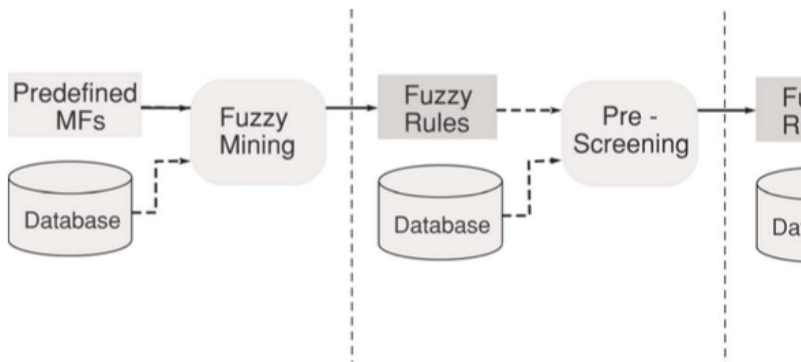 Predefined
MFs
Fuzzy
Mining
Database
Fuzzy
Rules
Pre -
Screening
Database